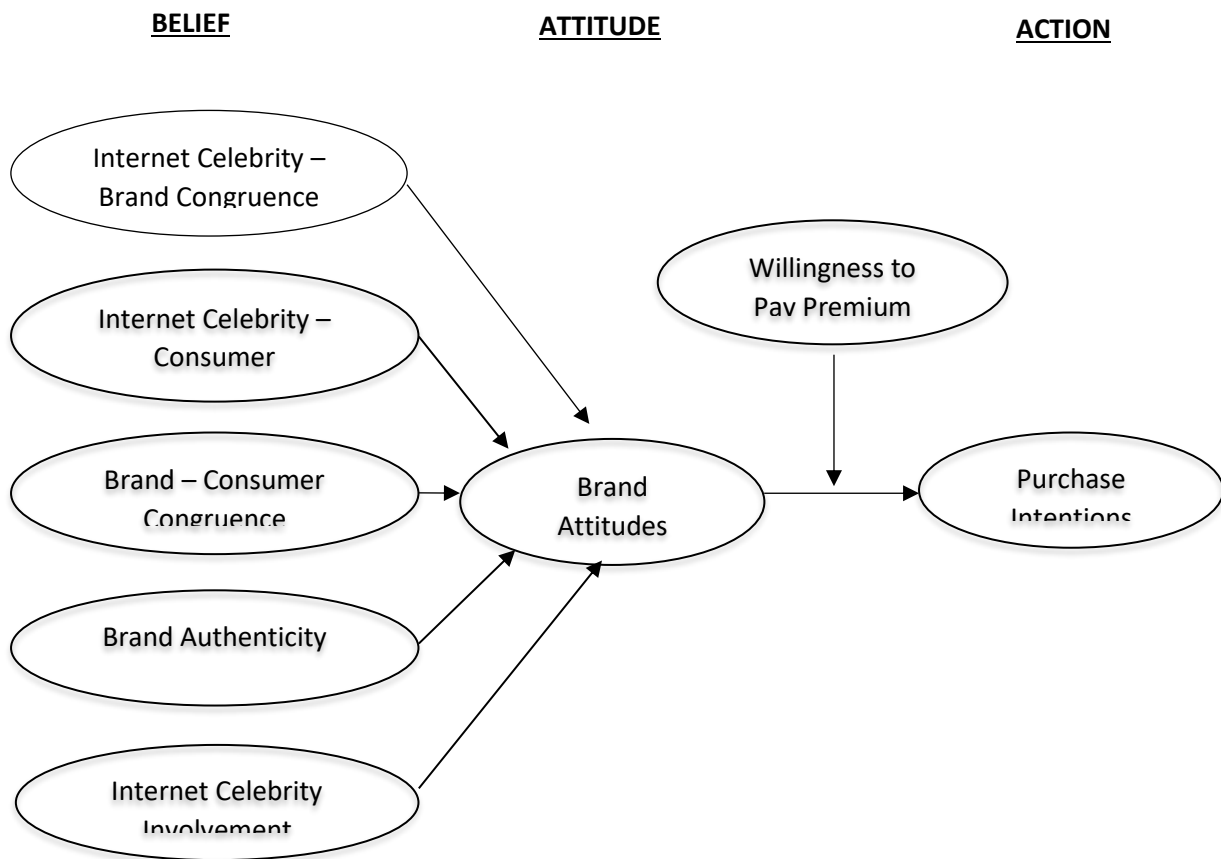 BELIEF
ATTITUDE
ACTION
Internet Celebrity –
Brand Congruence
Internet Celebrity –
Consumer
Brand – Consumer
Congruence
Brand Authenticity
Internet Celebrity
Involvement
Brand
Attitudes
Willingness to
Pay Premium
Purchase
Intentions